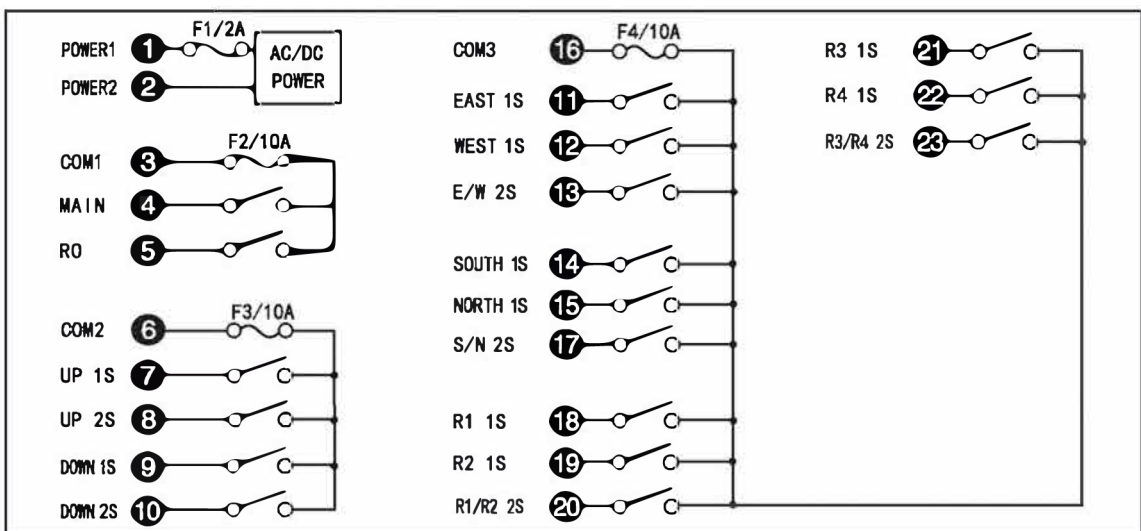 F1/2A
POWER1 1 AC/DC
POWER2 2 POWER
F2/10A
COM1 3
MAIN 4
RO 5
F3/10A
COM2 6
UP 1S 7
UP 2S 8
DOWN 1S 9
DOWN 2S 10
F4/10A
COM3 16
EAST 1S 11
WEST 1S 12
E/W 2S 13
SOUTH 1S 14
NORTH 1S 15
S/N 2S 17
R1 1S 18
R2 1S 19
R1/R2 2S 20
R3 1S 21
R4 1S 22
R3/R4 2S 23